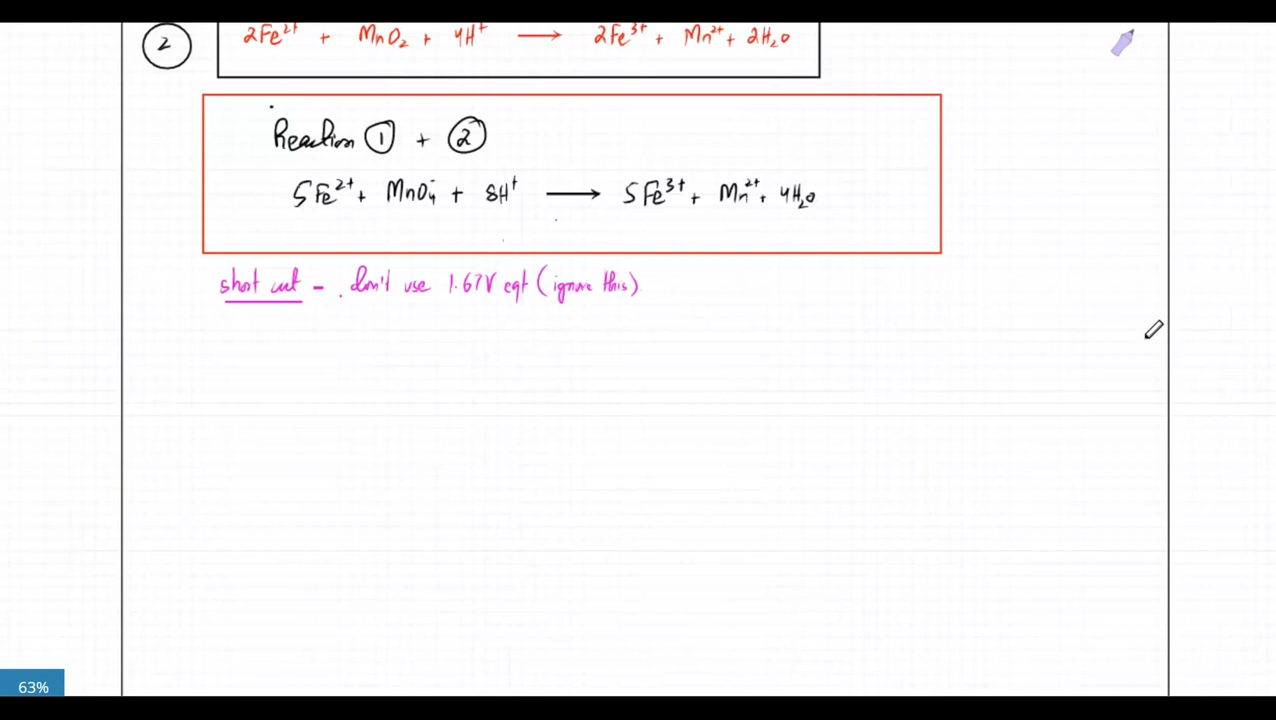 2 2Fe²⁺ + MnO₂ + 4H⁺ ⟶ 2Fe³⁺ + Mn²⁺ + 2H₂O
Reaction ① + ②
5Fe²⁺ + MnO₄⁻ + 8H⁺ ⟶ 5Fe³⁺ + Mn²⁺ + 4H₂O
short cut – don't use 1.67V eqt (ignore this)
63%